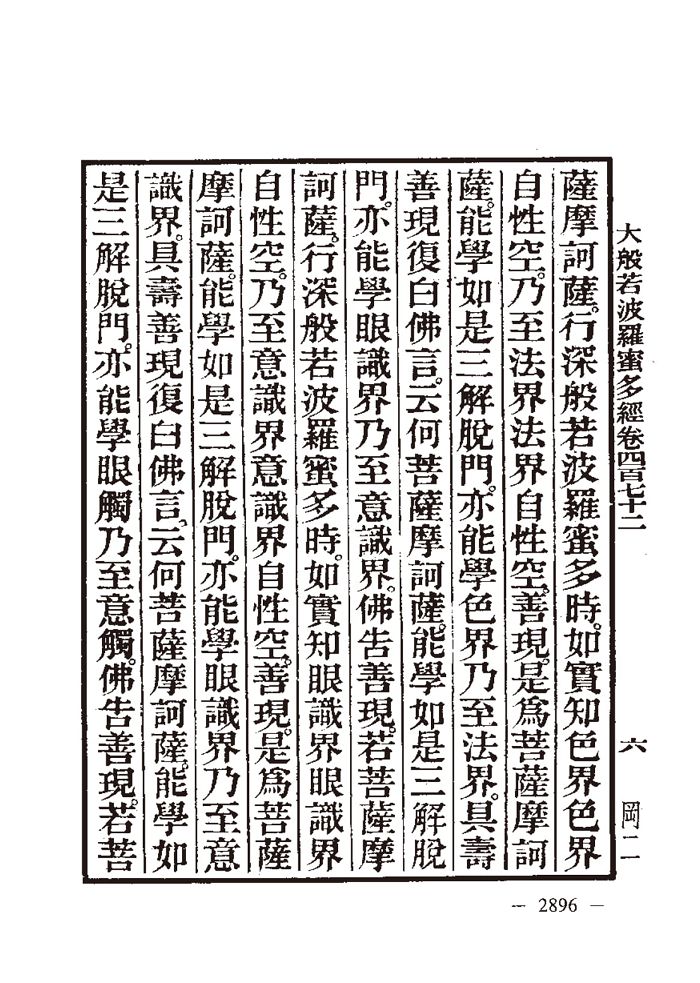 大般若波羅蜜多經卷四百七十二　六　岡二
薩摩訶薩。行深般若波羅蜜多時。如實知色界色界
自性空。乃至法界法界自性空。善現。是為菩薩摩訶
薩。能學如是三解脫門。亦能學色界乃至法界。具壽
善現復白佛言。云何菩薩摩訶薩。能學如是三解脫
門。亦能學眼識界乃至意識界。佛告善現。若菩薩摩
訶薩。行深般若波羅蜜多時。如實知眼識界眼識界
自性空。乃至意識界意識界自性空。善現。是為菩薩
摩訶薩。能學如是三解脫門。亦能學眼識界乃至意
識界。具壽善現復白佛言。云何菩薩摩訶薩。能學如
是三解脫門。亦能學眼觸乃至意觸。佛告善現。若菩
— 2896 —